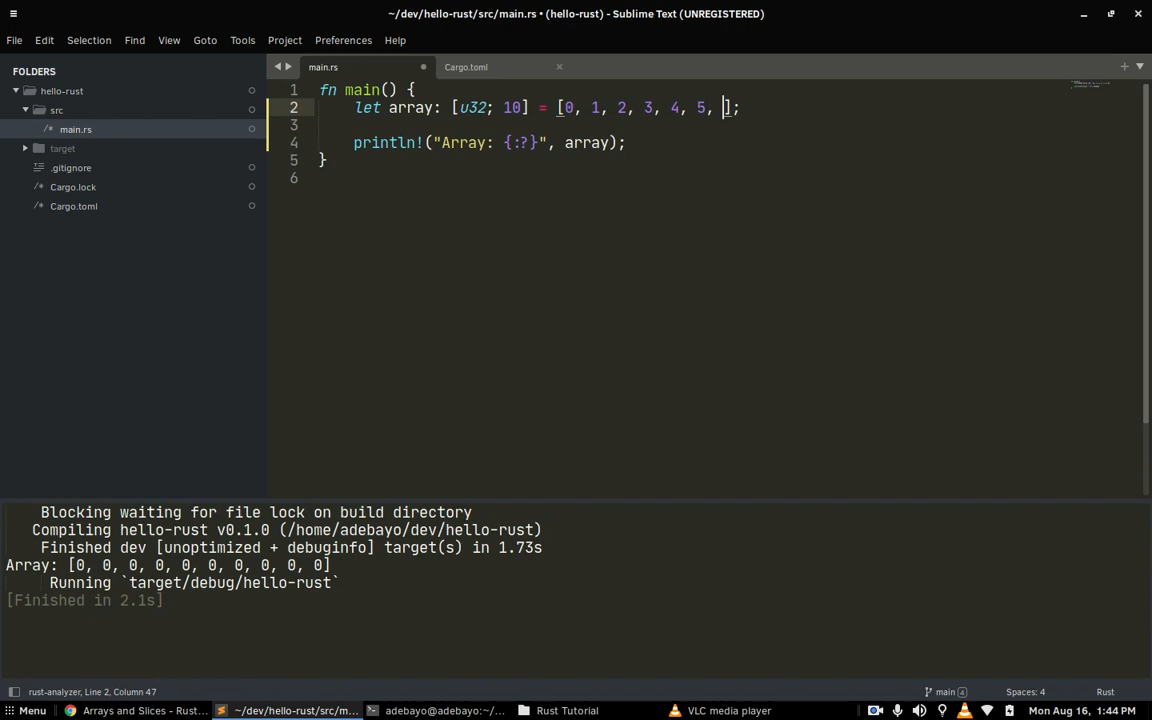 ~/dev/hello-rust/src/main.rs • (hello-rust) - Sublime Text (UNREGISTERED)
File Edit Selection Find View Goto Tools Project Preferences Help
FOLDERS
hello-rust
src
/* main.rs
target
.gitignore
/* Cargo.lock
/* Cargo.toml
main.rs Cargo.toml
1 fn main() {
2 let array: [u32; 10] = [0, 1, 2, 3, 4, 5, ];
3
4 println!("Array: {:?}", array);
5 }
6
Blocking waiting for file lock on build directory
Compiling hello-rust v0.1.0 (/home/adebayo/dev/hello-rust)
Finished dev [unoptimized + debuginfo] target(s) in 1.73s
Array: [0, 0, 0, 0, 0, 0, 0, 0, 0, 0]
Running `target/debug/hello-rust`
[Finished in 2.1s]
rust-analyzer, Line 2, Column 47 main 4 Spaces: 4 Rust
Menu Arrays and Slices - Rust... ~/dev/hello-rust/src/m... adebayo@adebayo:~/... Rust Tutorial VLC media player Mon Aug 16, 1:44 PM